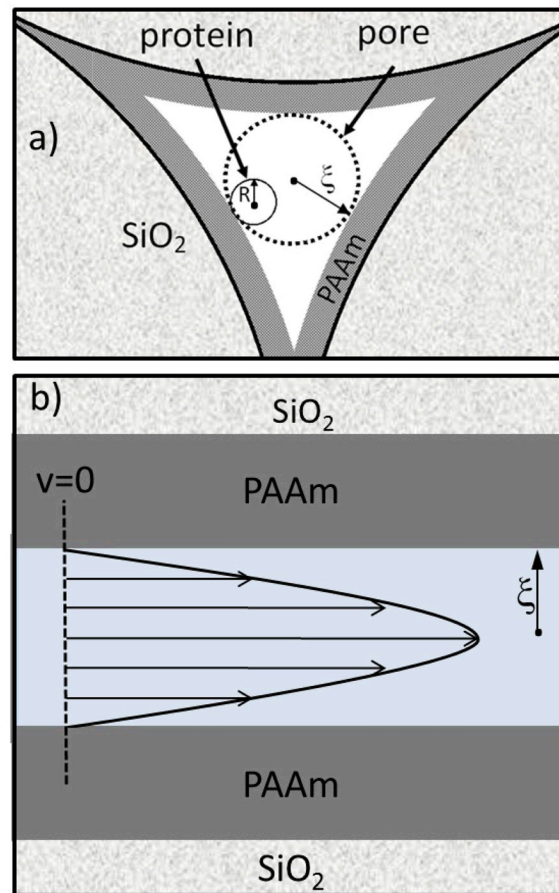 protein pore
a)
R
ξ
SiO₂
PAAm
b)
SiO₂
v=0
PAAm
ξ
PAAm
SiO₂